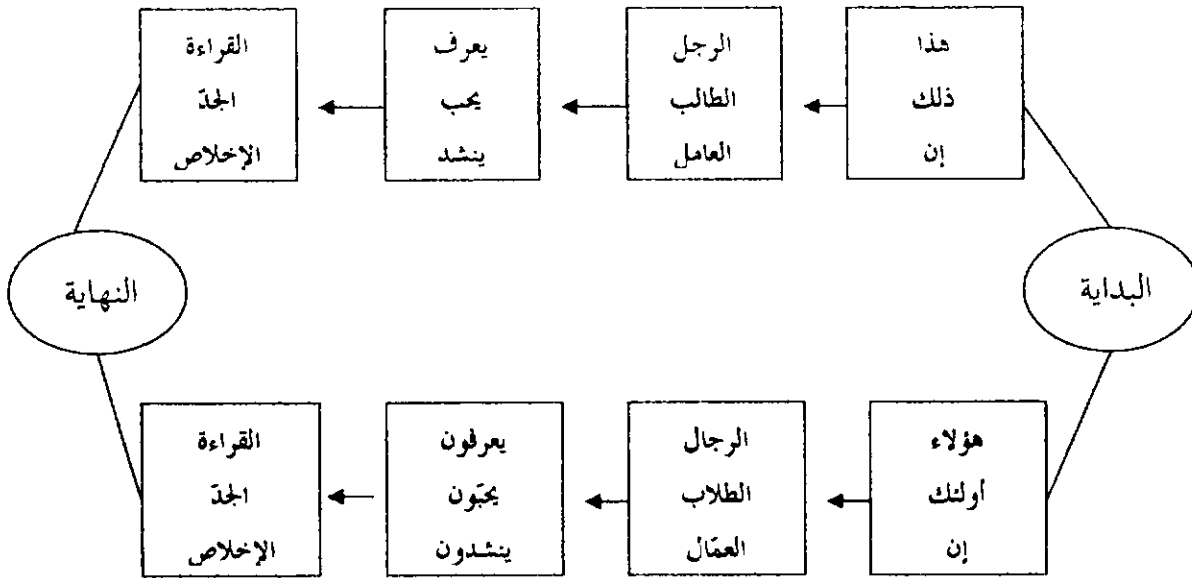 هذا
ذلك
إن
الرجل
الطالب
العامل
يعرف
يحب
ينشد
القراءة
الجدّ
الإخلاص
البداية
النهاية
هؤلاء
أولئك
إن
الرجال
الطلاب
العمّال
يعرفون
يحبّون
ينشدون
القراءة
الجدّ
الإخلاص